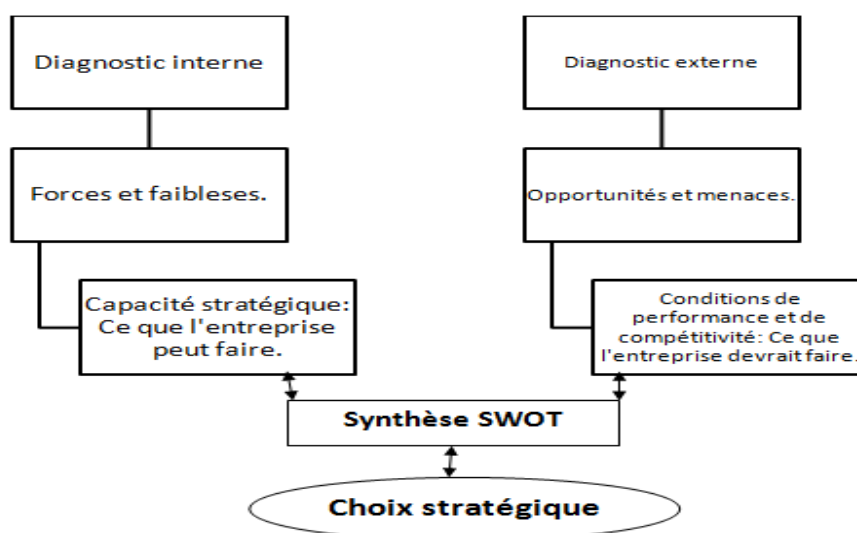 Diagnostic interne
Diagnostic externe
Forces et faibleses.
Opportunités et menaces.
Capacité stratégique:
Ce que l'entreprise
peut faire.
Conditions de
performance et de
compétitivité: Ce que
l'entreprise devrait faire.
Synthèse SWOT
Choix stratégique